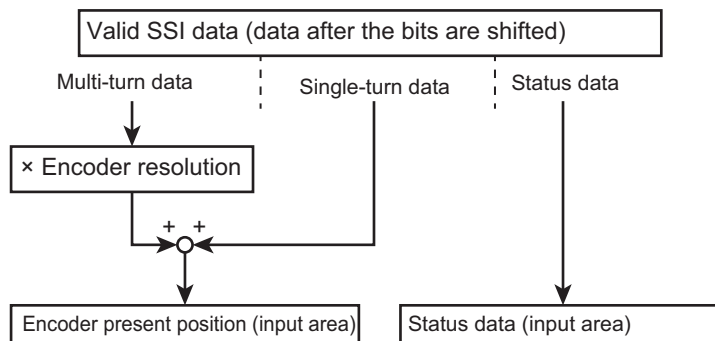 Valid SSI data (data after the bits are shifted)
Multi-turn data
Single-turn data
Status data
× Encoder resolution
+ +
Encoder present position (input area)
Status data (input area)